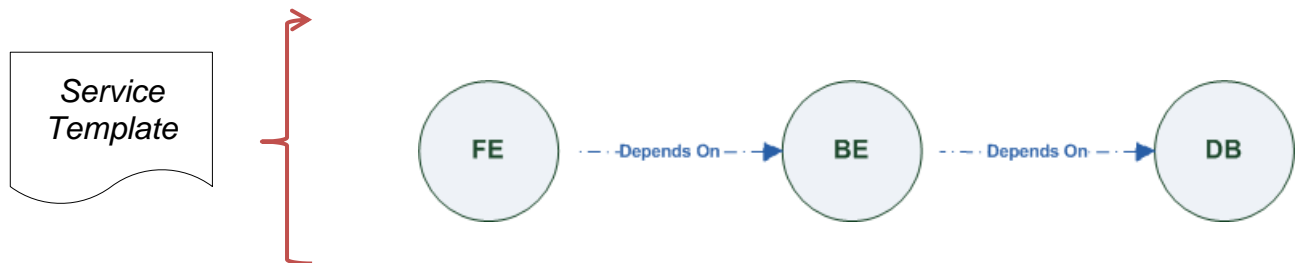 Service
Template
FE
Depends On
BE
Depends On
DB